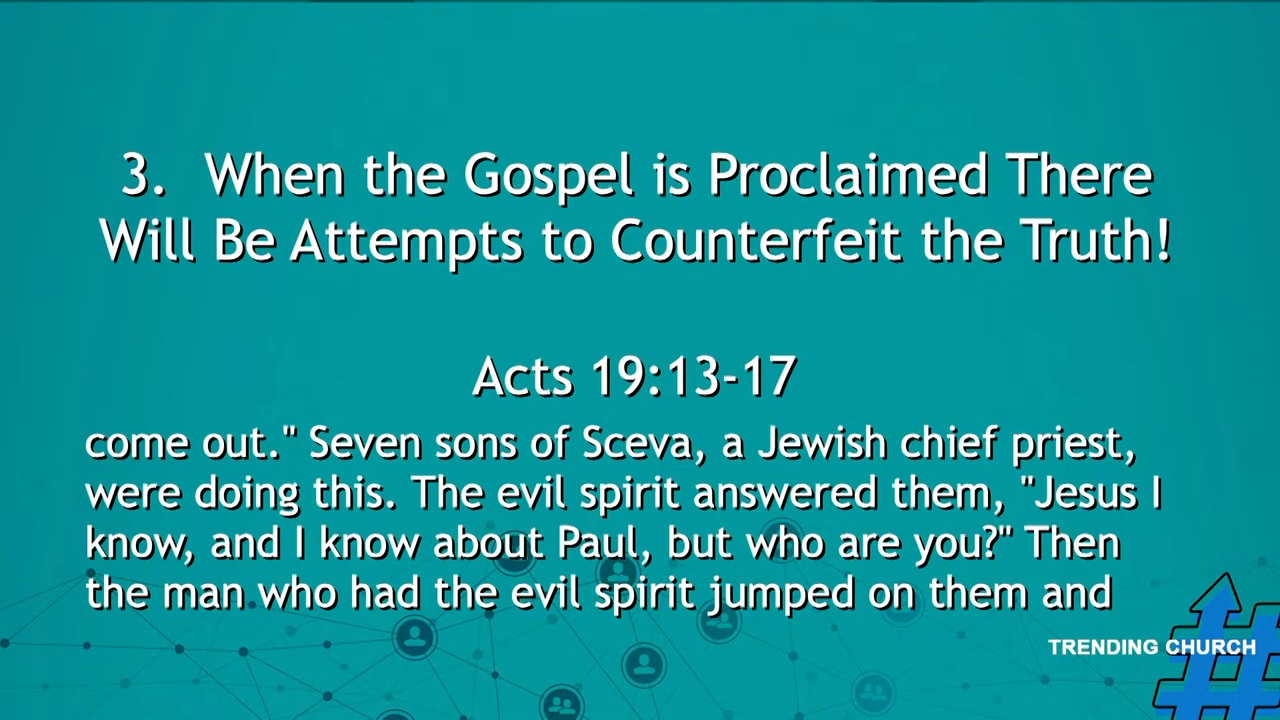 3. When the Gospel is Proclaimed There
Will Be Attempts to Counterfeit the Truth!
Acts 19:13-17
come out." Seven sons of Sceva, a Jewish chief priest,
were doing this. The evil spirit answered them, "Jesus I
know, and I know about Paul, but who are you?" Then
the man who had the evil spirit jumped on them and
TRENDING CHURCH
#